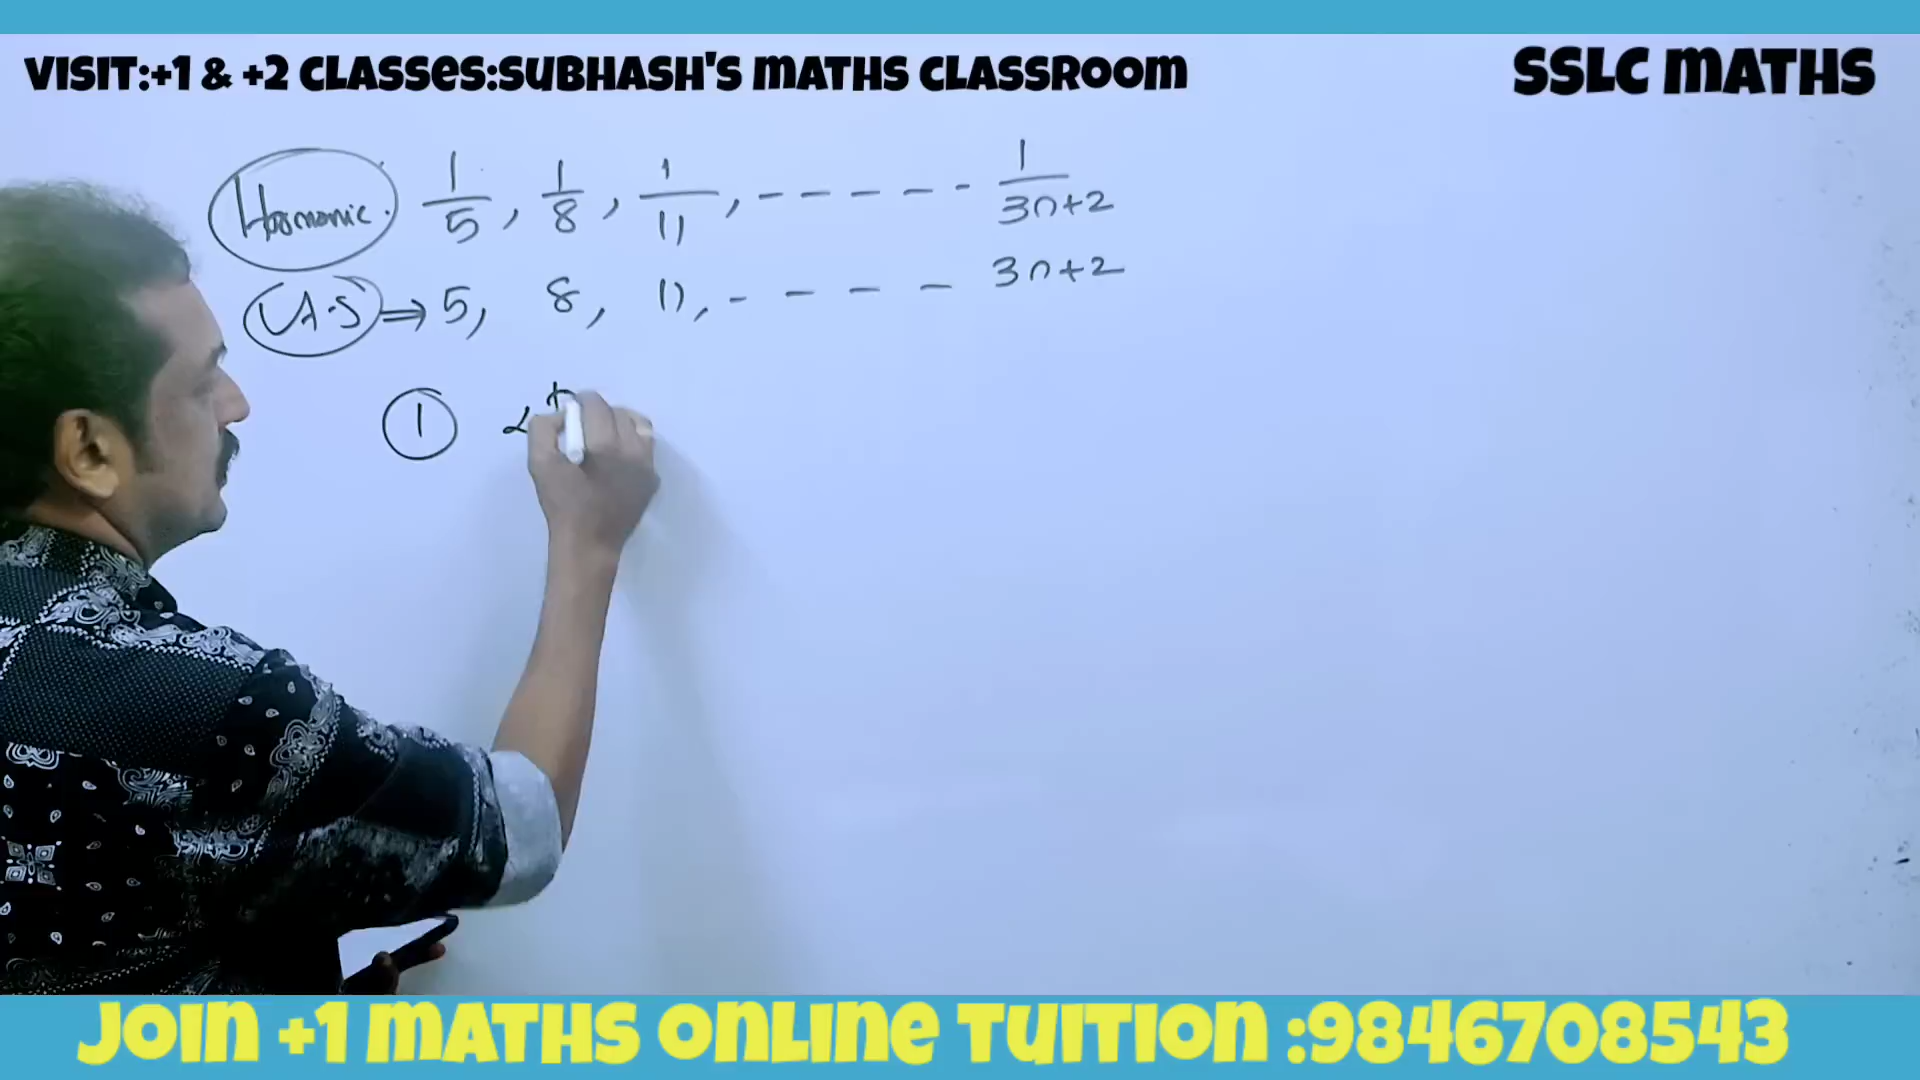 VISIT:+1 & +2 CLASSES:SUBHASH'S MATHS CLASSROOM
SSLC MATHS
Harmonic. 1/5, 1/8, 1/11, - - - - - - 1/3n+2
A.S ⇒ 5, 8, 11, - - - - 3n+2
1
JOIN +1 MATHS ONLINE TUITION :9846708543